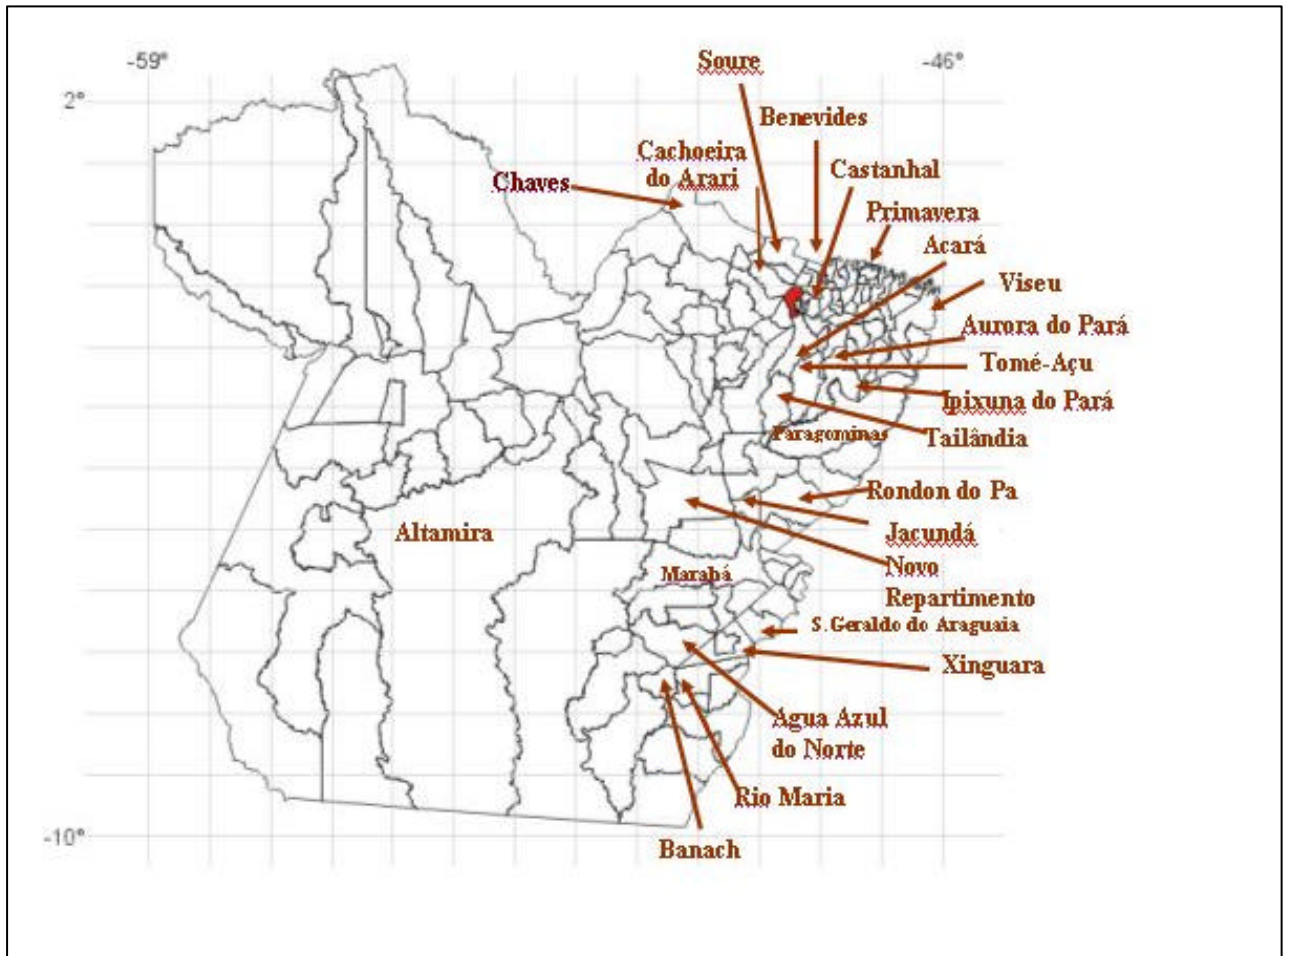 -59°
Soure
-46°
2°
Benevides
Cachoeira
do Arari
Castanhal
Chaves
Primavera
Acará
Viseu
Aurora do Pará
Tomé-Açu
Ipixuna do Pará
Paragominas
Tailândia
Rondon do Pa
Altamira
Jacundá
Marabá
Novo
Repartimento
S.Geraldo do Araguaia
Xinguara
Agua Azul
do Norte
Rio Maria
-10°
Banach